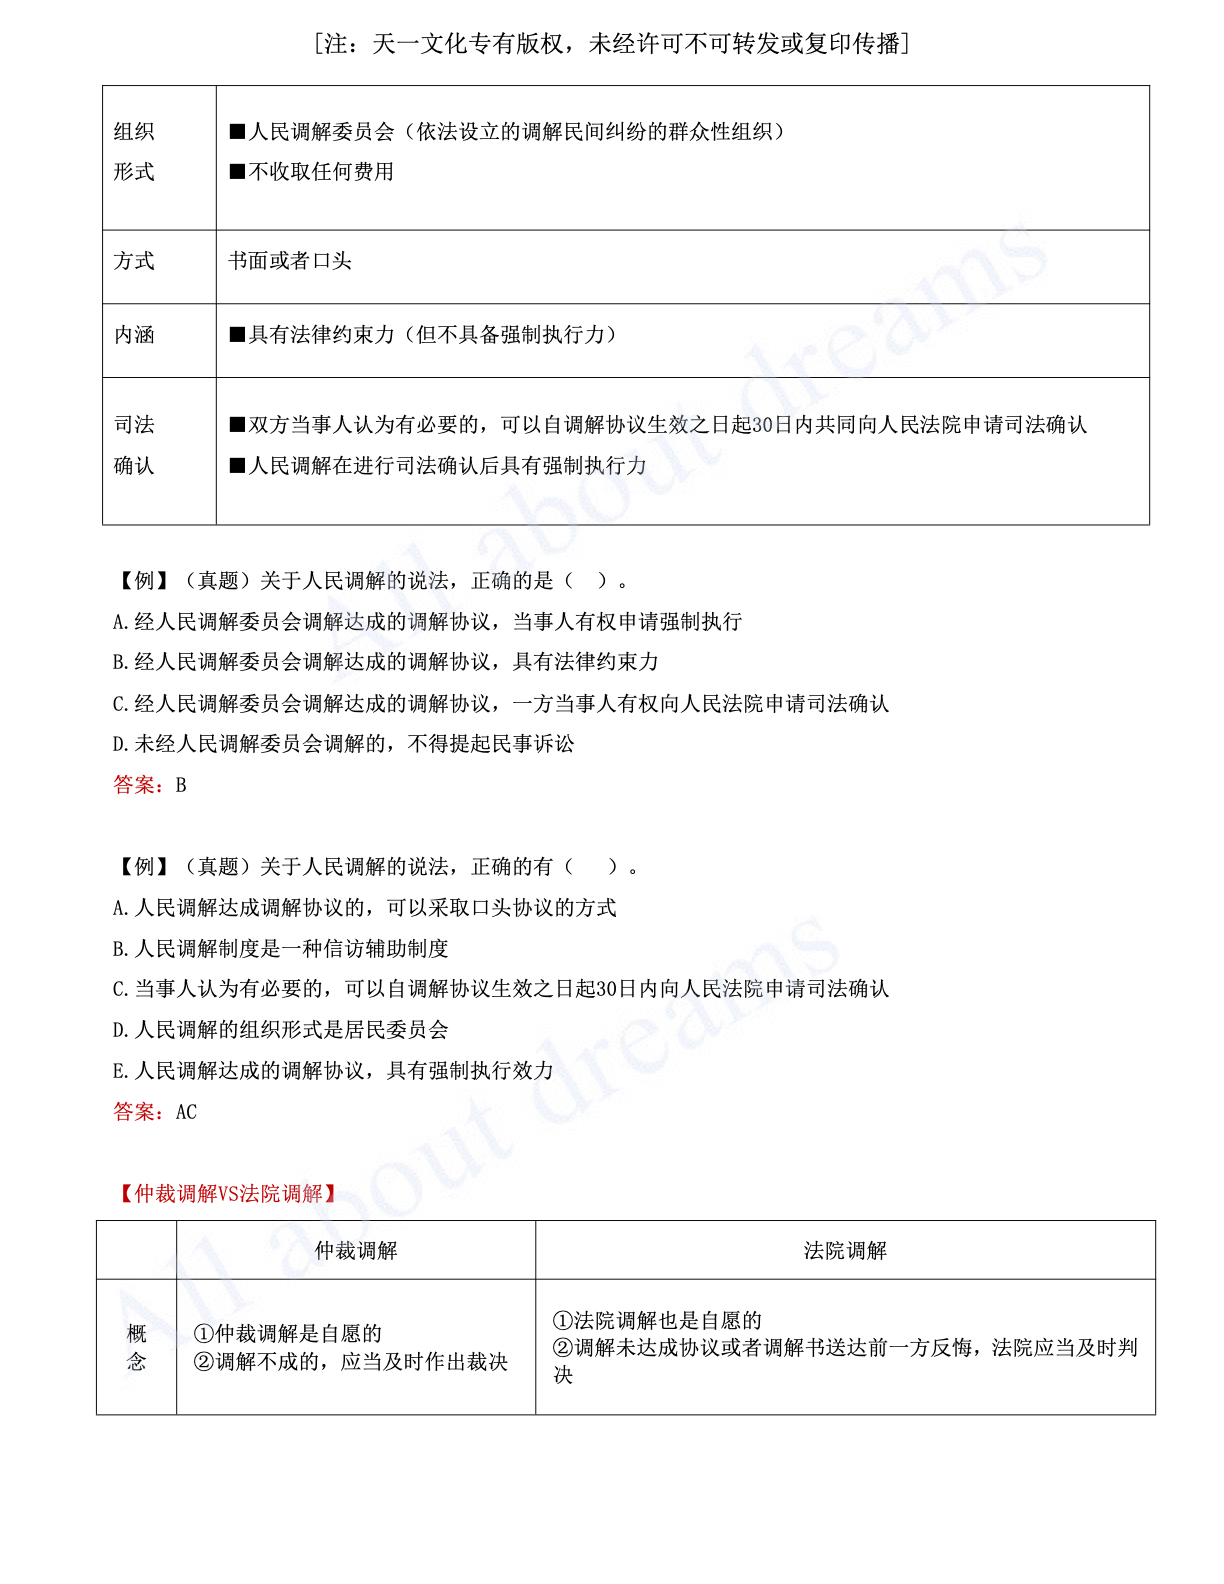 [注：天一文化专有版权，未经许可不可转发或复印传播]
组织
形式
■人民调解委员会（依法设立的调解民间纠纷的群众性组织）
■不收取任何费用
方式
书面或者口头
内涵
■具有法律约束力（但不具备强制执行力）
司法
确认
■双方当事人认为有必要的，可以自调解协议生效之日起30日内共同向人民法院申请司法确认
■人民调解在进行司法确认后具有强制执行力
【例】（真题）关于人民调解的说法，正确的是（ ）。
A.经人民调解委员会调解达成的调解协议，当事人有权申请强制执行
B.经人民调解委员会调解达成的调解协议，具有法律约束力
C.经人民调解委员会调解达成的调解协议，一方当事人有权向人民法院申请司法确认
D.未经人民调解委员会调解的，不得提起民事诉讼
答案：B
【例】（真题）关于人民调解的说法，正确的有（ ）。
A.人民调解达成调解协议的，可以采取口头协议的方式
B.人民调解制度是一种信访辅助制度
C.当事人认为有必要的，可以自调解协议生效之日起30日内向人民法院申请司法确认
D.人民调解的组织形式是居民委员会
E.人民调解达成的调解协议，具有强制执行效力
答案：AC
【仲裁调解VS法院调解】
仲裁调解
法院调解
概
念
①仲裁调解是自愿的
②调解不成的，应当及时作出裁决
①法院调解也是自愿的
②调解未达成协议或者调解书送达前一方反悔，法院应当及时判
决
All about dreams
All about dreams